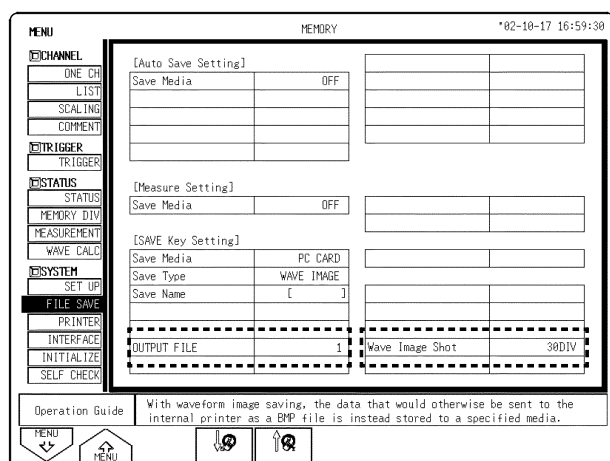 MENU MEMORY '02-10-17 16:59:30
CHANNEL
ONE CH
LIST
SCALING
COMMENT
TRIGGER
TRIGGER
STATUS
STATUS
MEMORY DIV
MEASUREMENT
WAVE CALC
SYSTEM
SET UP
FILE SAVE
PRINTER
INTERFACE
INITIALIZE
SELF CHECK
[Auto Save Setting]
Save Media OFF
[Measure Setting]
Save Media OFF
[SAVE Key Setting]
Save Media PC CARD
Save Type WAVE IMAGE
Save Name [ ]
OUTPUT FILE 1
Wave Image Shot 30DIV
Operation Guide
With waveform image saving, the data that would otherwise be sent to the
internal printer as a BMP file is instead stored to a specified media.
MENU
MENU